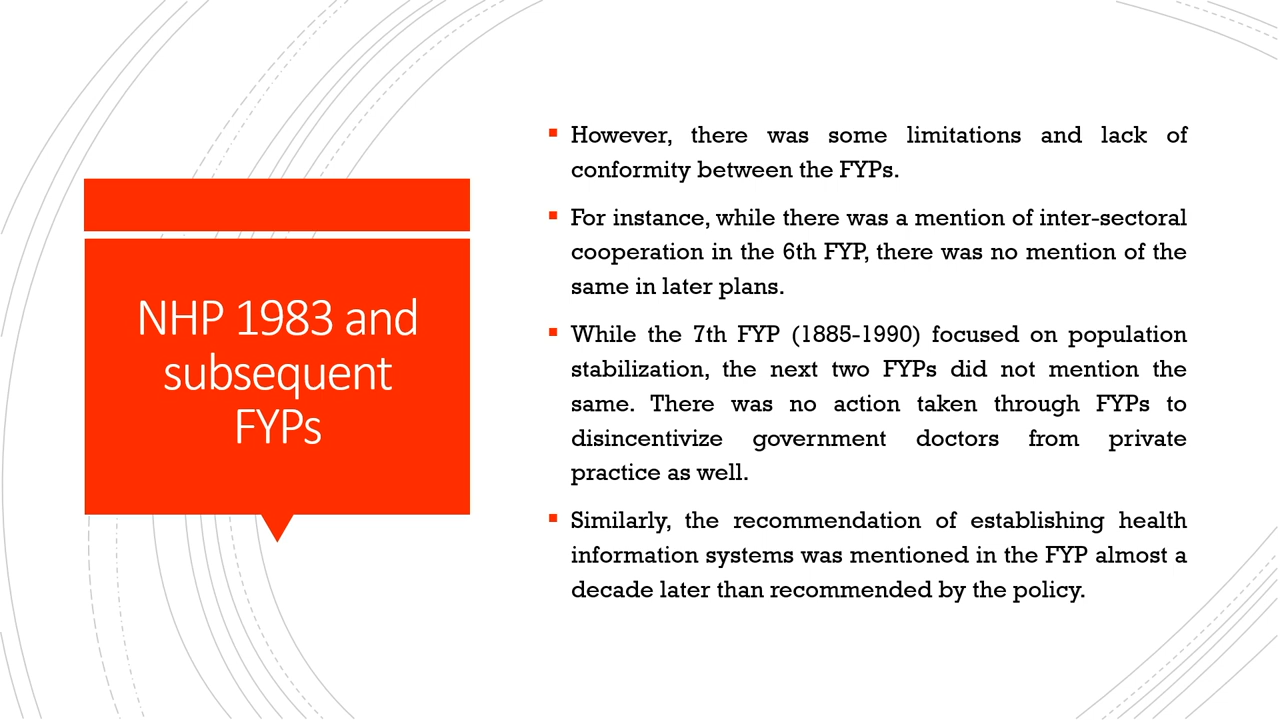 NHP 1983 and
subsequent
FYPs
However, there was some limitations and lack of
conformity between the FYPs.
For instance, while there was a mention of inter-sectoral
cooperation in the 6th FYP, there was no mention of the
same in later plans.
While the 7th FYP (1885-1990) focused on population
stabilization, the next two FYPs did not mention the
same. There was no action taken through FYPs to
disincentivize government doctors from private
practice as well.
Similarly, the recommendation of establishing health
information systems was mentioned in the FYP almost a
decade later than recommended by the policy.